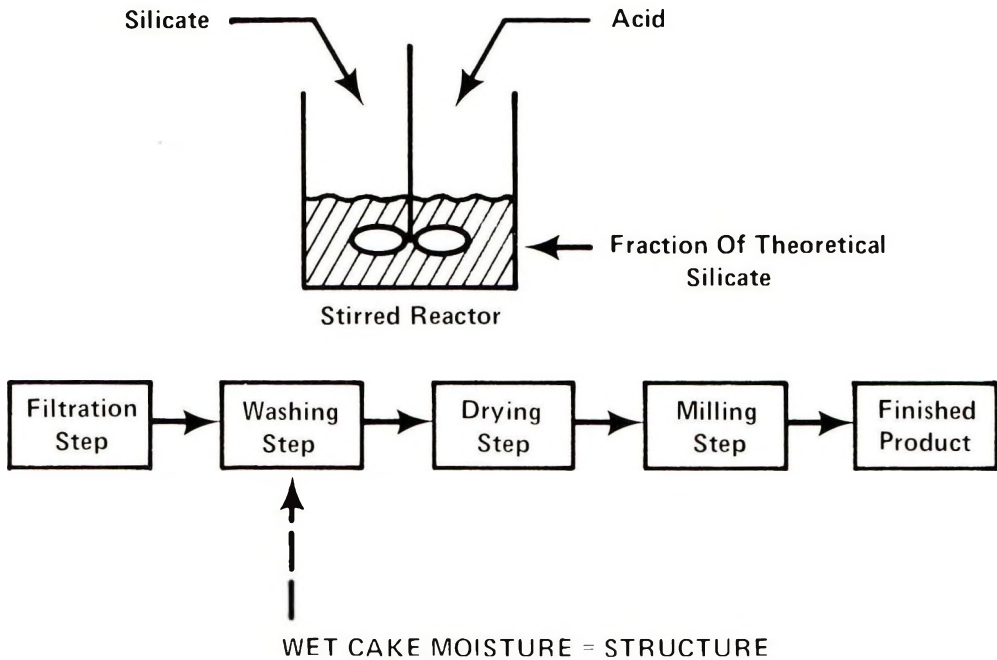 Silicate
Acid
Fraction Of Theoretical
Silicate
Stirred Reactor
Filtration
Step
Washing
Step
Drying
Step
Milling
Step
Finished
Product
WET CAKE MOISTURE = STRUCTURE